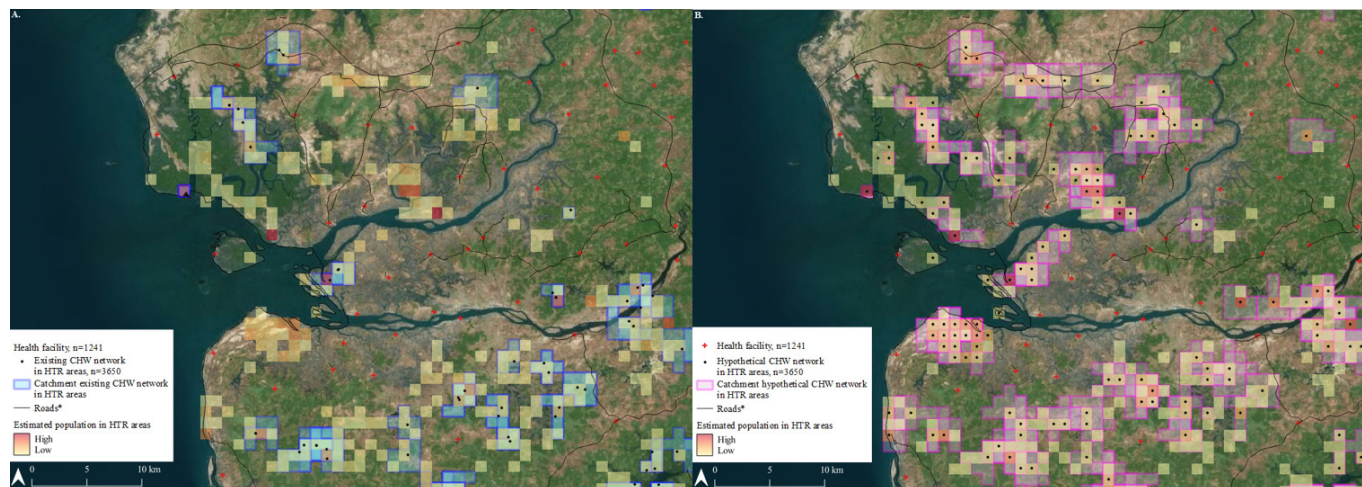 A.
Health facility, n=1241
Existing CHW network
in HTR areas, n=3650
Catchment existing CHW network
in HTR areas
Roads*
Estimated population in HTR areas
High
Low
0 5 10 km
B.
Health facility, n=1241
Hypothetical CHW network
in HTR areas, n=3650
Catchment hypothetical CHW network
in HTR areas
Roads*
Estimated population in HTR areas
High
Low
0 5 10 km